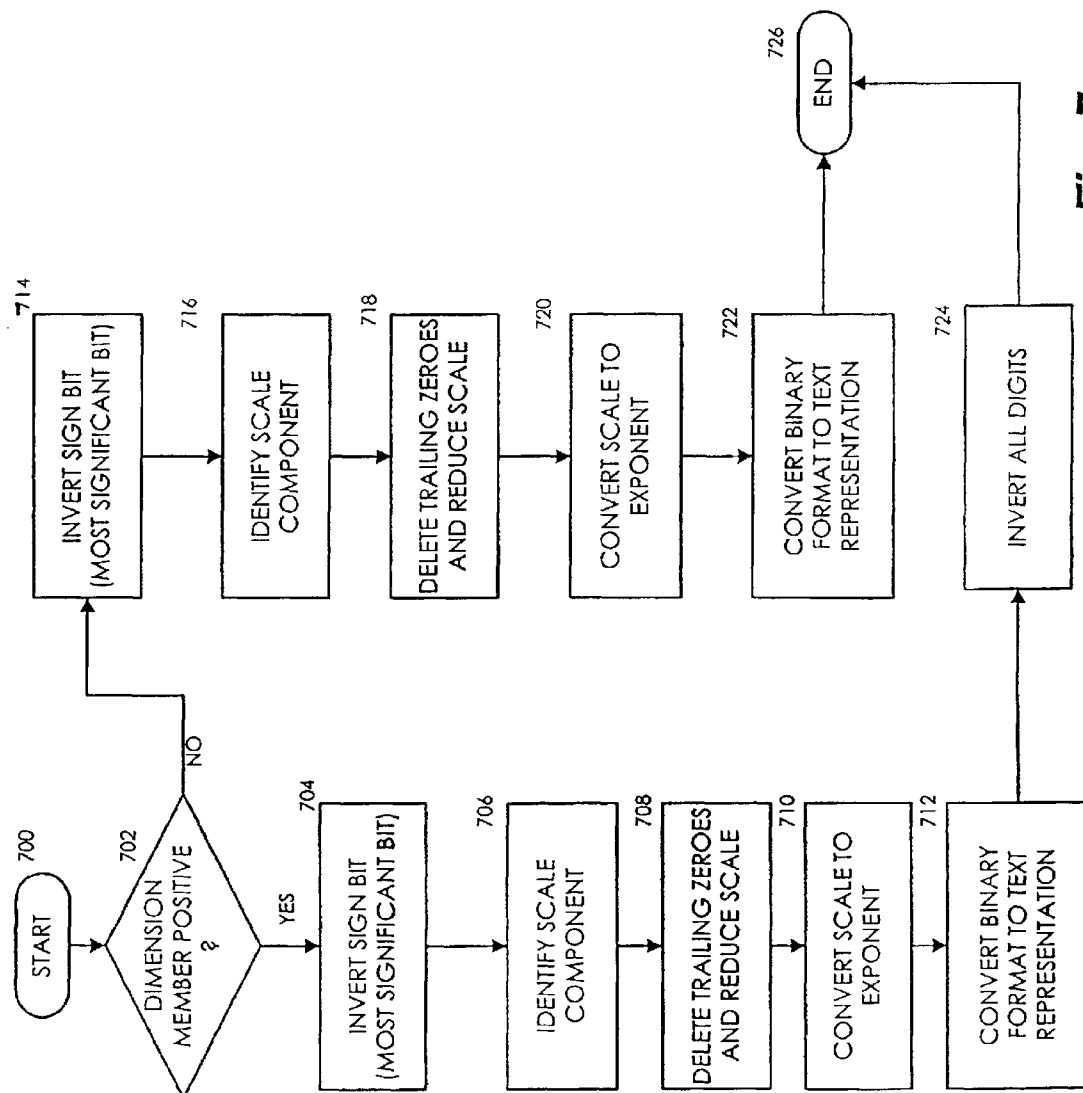 700
START
702
DIMENSION
MEMBER POSITIVE
?
NO
YES
704
INVERT SIGN BIT
(MOST SIGNIFICANT BIT)
706
IDENTIFY SCALE
COMPONENT
708
DELETE TRAILING ZEROES
AND REDUCE SCALE
710
CONVERT SCALE TO
EXPONENT
712
CONVERT BINARY
FORMAT TO TEXT
REPRESENTATION
714
INVERT SIGN BIT
(MOST SIGNIFICANT BIT)
716
IDENTIFY SCALE
COMPONENT
718
DELETE TRAILING ZEROES
AND REDUCE SCALE
720
CONVERT SCALE TO
EXPONENT
722
CONVERT BINARY
FORMAT TO TEXT
REPRESENTATION
724
INVERT ALL DIGITS
726
END